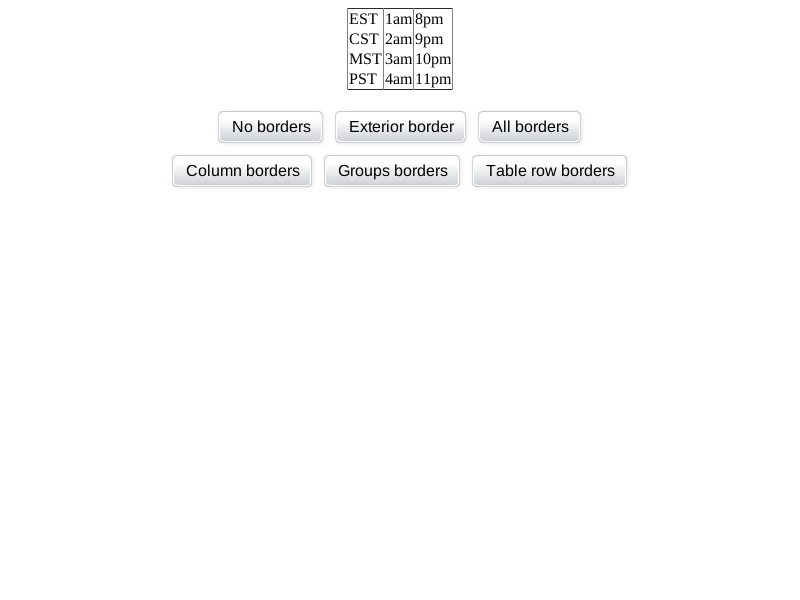 EST 1am 8pm
CST 2am 9pm
MST 3am 10pm
PST 4am 11pm
No borders Exterior border All borders
Column borders Groups borders Table row borders